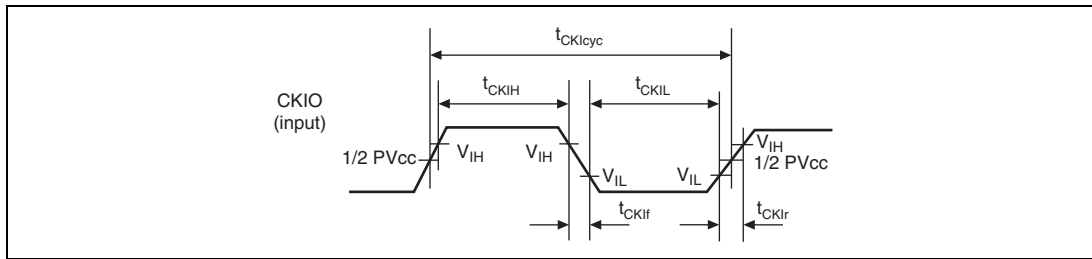 tCKIcyc
tCKIH
tCKIL
CKIO
(input)
1/2 PVcc
VIH
VIH
VIL
VIL
VIH
1/2 PVcc
tCKIf
tCKIr